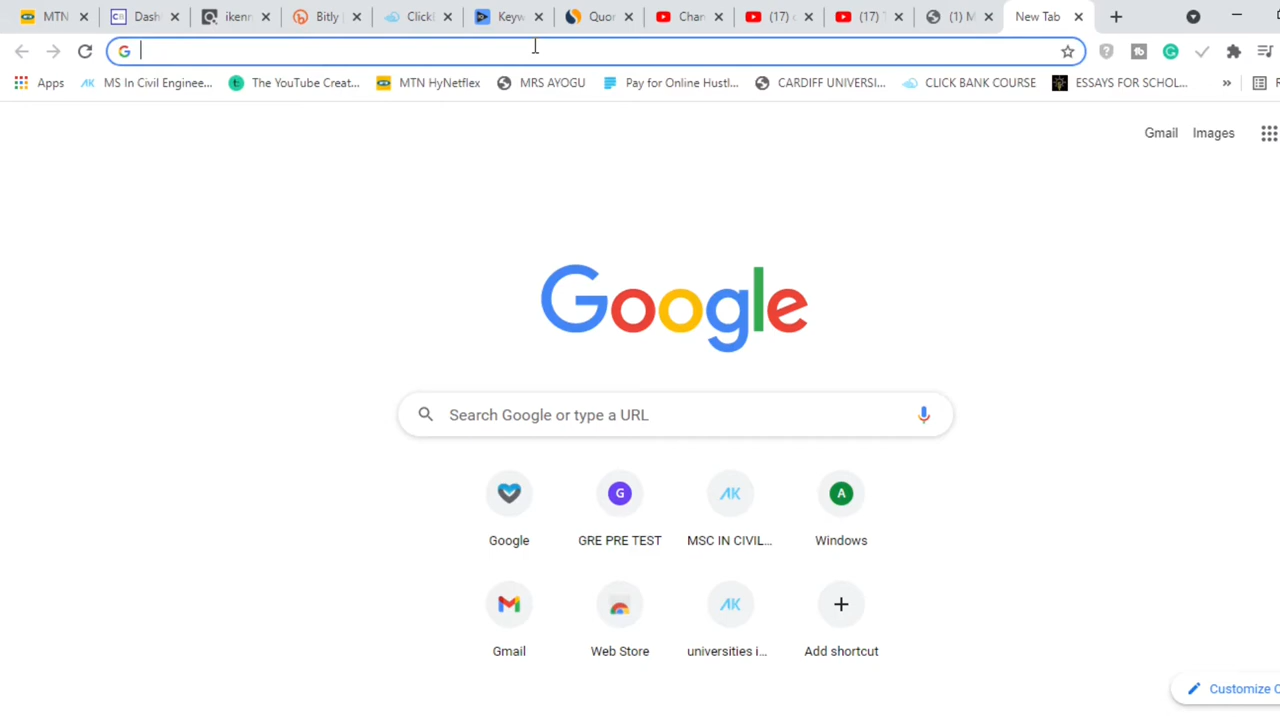 MTN
Dash
ikenn
Bitly
Click
Keyw
Quor
Chan
(17)
(17) T
(1) M
New Tab
Apps
MS In Civil Enginee...
The YouTube Creat...
MTN HyNetflex
MRS AYOGU
Pay for Online Hustl...
CARDIFF UNIVERSI...
CLICK BANK COURSE
ESSAYS FOR SCHOL...
»
Gmail
Images
Google
Search Google or type a URL
Google
GRE PRE TEST
MSC IN CIVIL...
Windows
Gmail
Web Store
universities i...
Add shortcut
Customize C